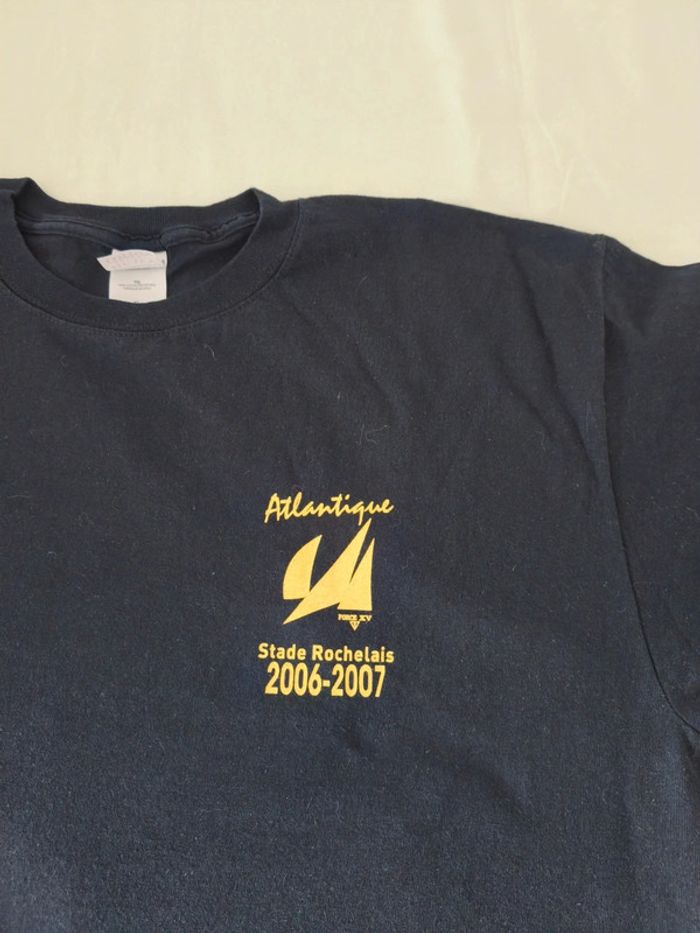 Atlantique
FORCE XV
Stade Rochelais
2006-2007